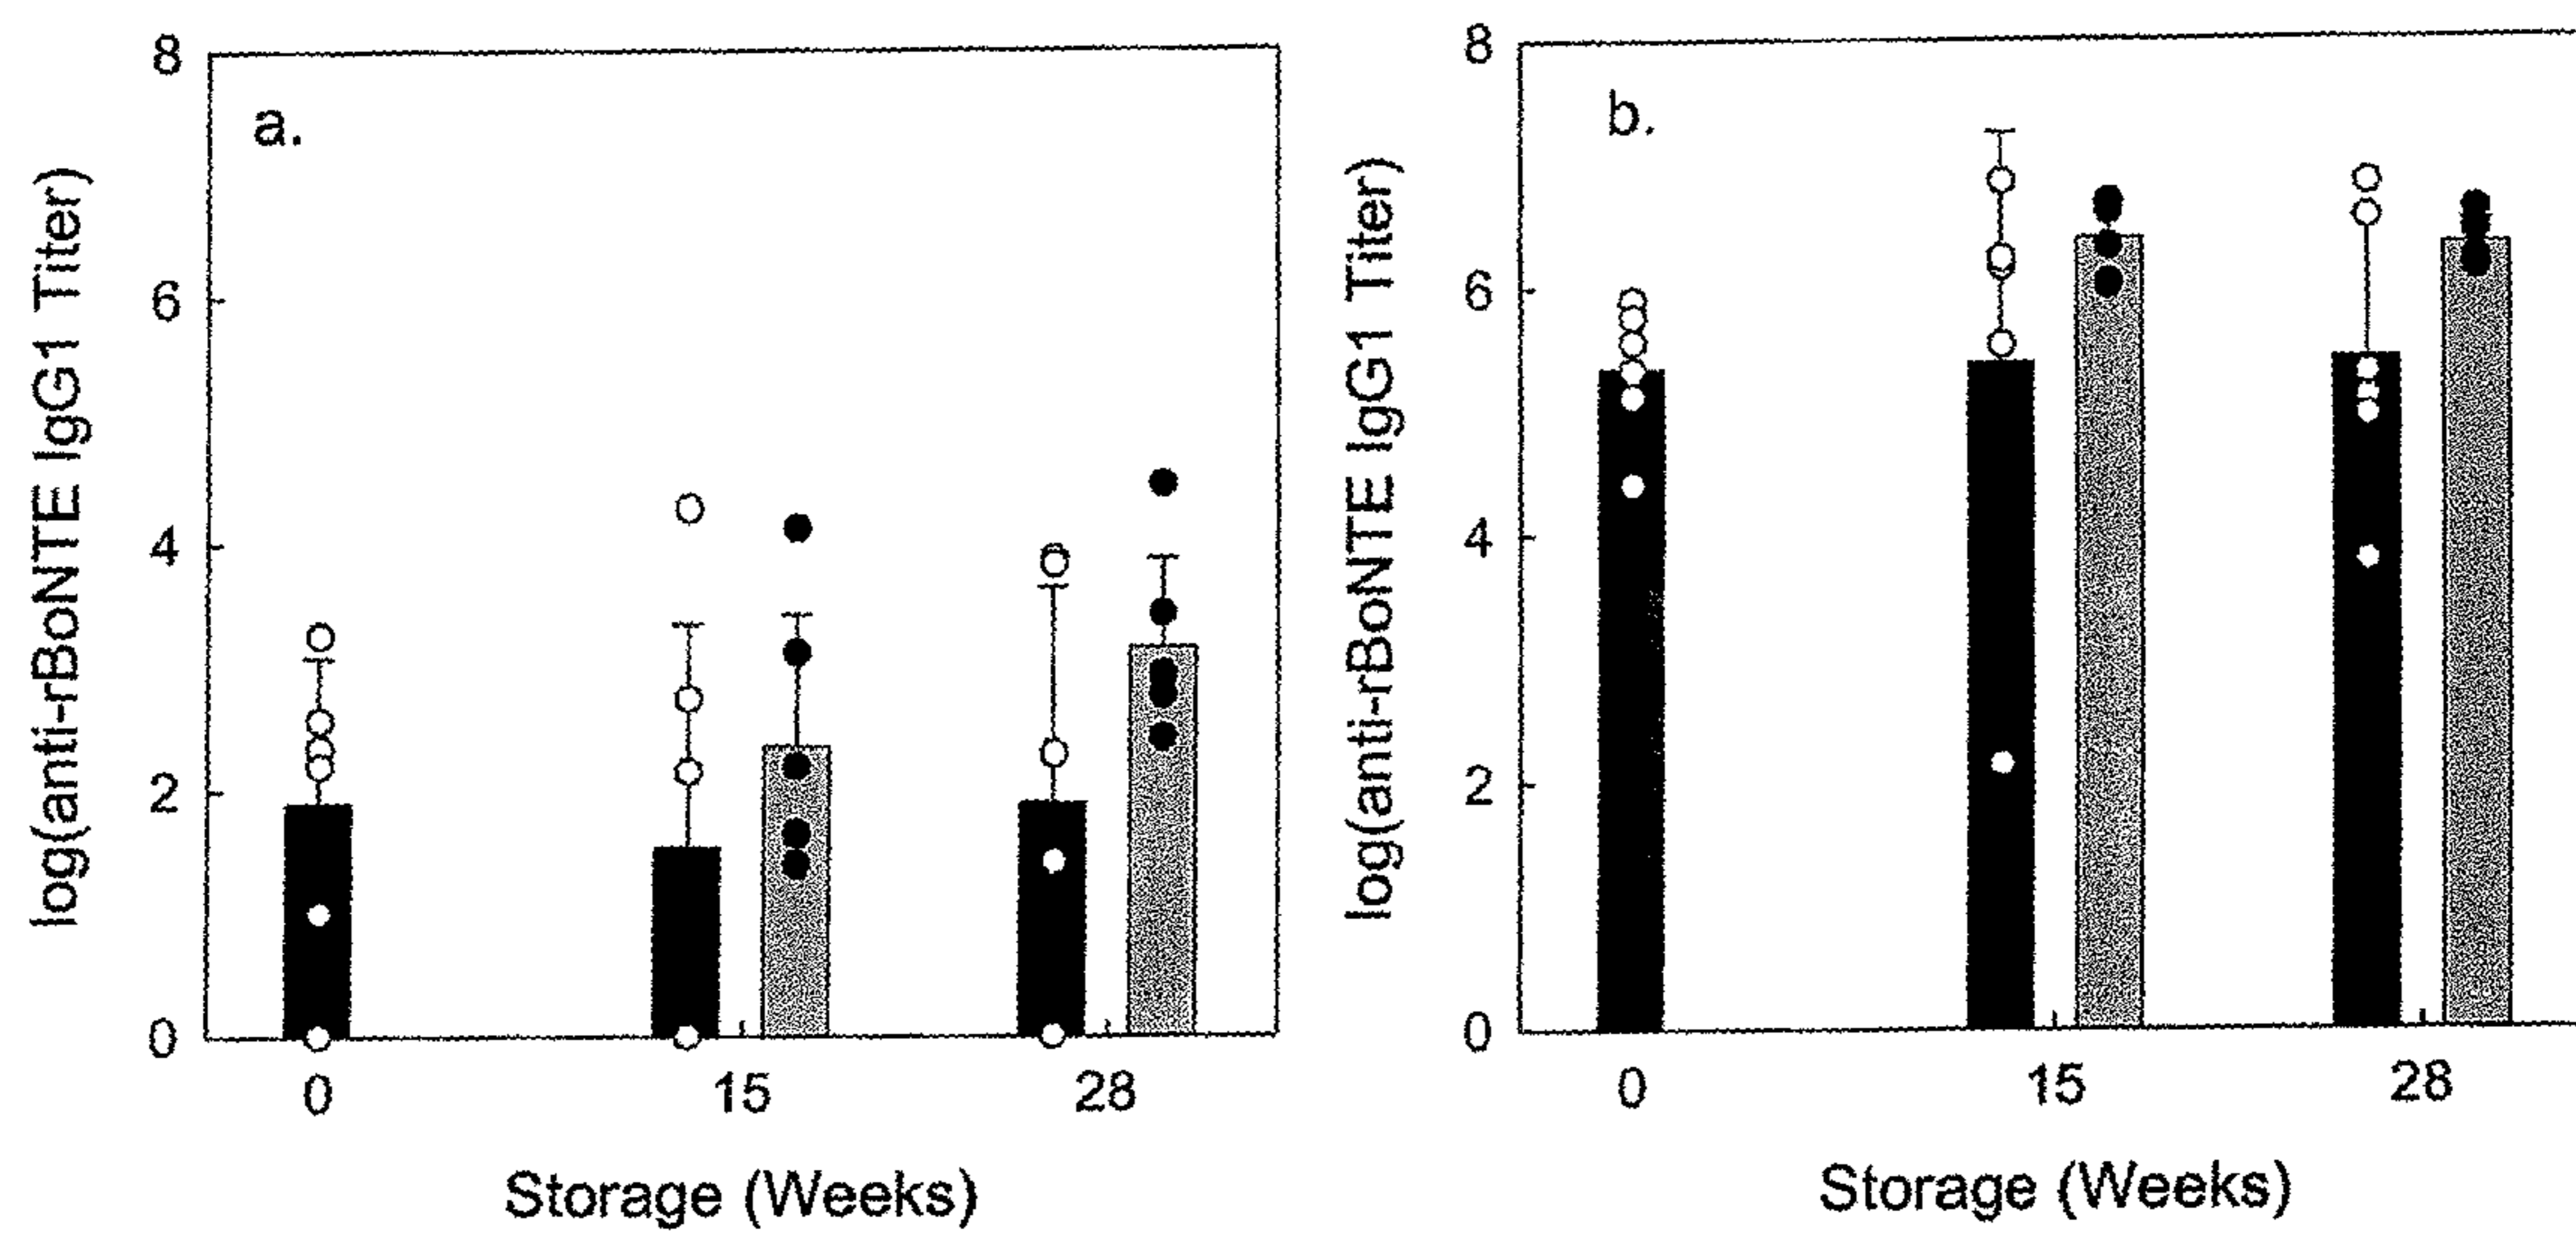 a.
log(anti-rBoNTE IgG1 Titer)
8
6
4
2
0
0
15
28
Storage (Weeks)
b.
log(anti-rBoNTE IgG1 Titer)
8
6
4
2
0
0
15
28
Storage (Weeks)